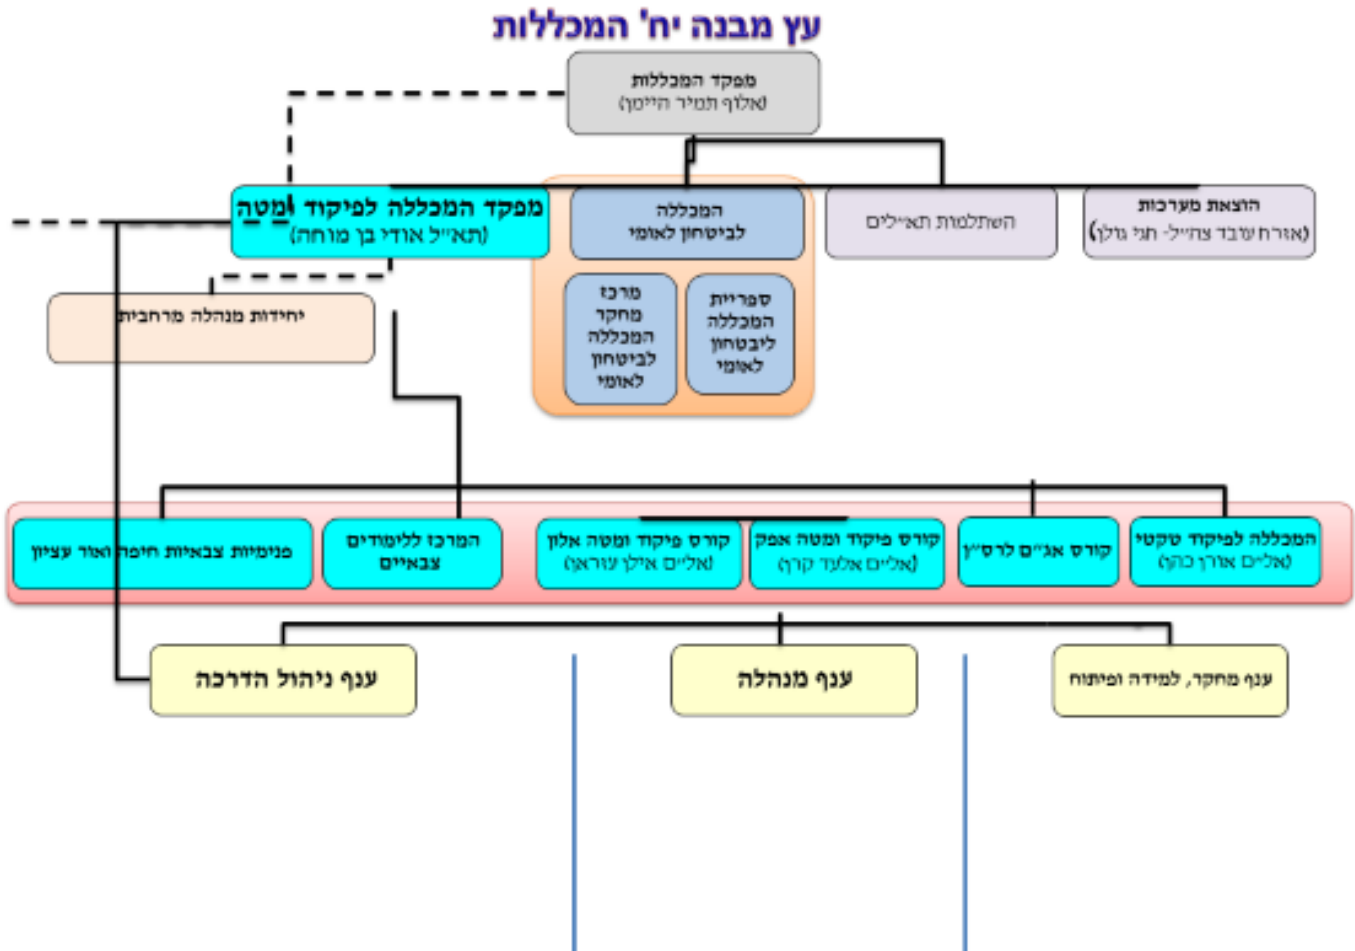 עץ מבנה יח' המכללות
מפקד המכללות
(אלוף תמיר היימן)
הוצאת מערכות
(אזרח עובד צה״ל- חגי גולן)
השתלמות תא״לים
המכללה
לביטחון לאומי
מפקד המכללה לפיקוד ומטה
(תא״ל אודי בן מוחה)
ספריית
המכללה
ליבטחון
לאומי
מרכז
מחקר
המכללה
לביטחון
לאומי
יחידות מנהלה מרחבית
המכללה לפיקוד טקטי
(אל״מ אורן כהן)
קורס אג״ם לרס״ן
קורס פיקוד ומטה אפק
(אל״מ אלעד קרן)
קורס פיקוד ומטה אלון
(אל״מ אילן עוראן)
המרכז ללימודים
צבאיים
פנימיות צבאיות חיפה ואור עציון
ענף מחקר, למידה ופיתוח
ענף מנהלה
ענף ניהול הדרכה